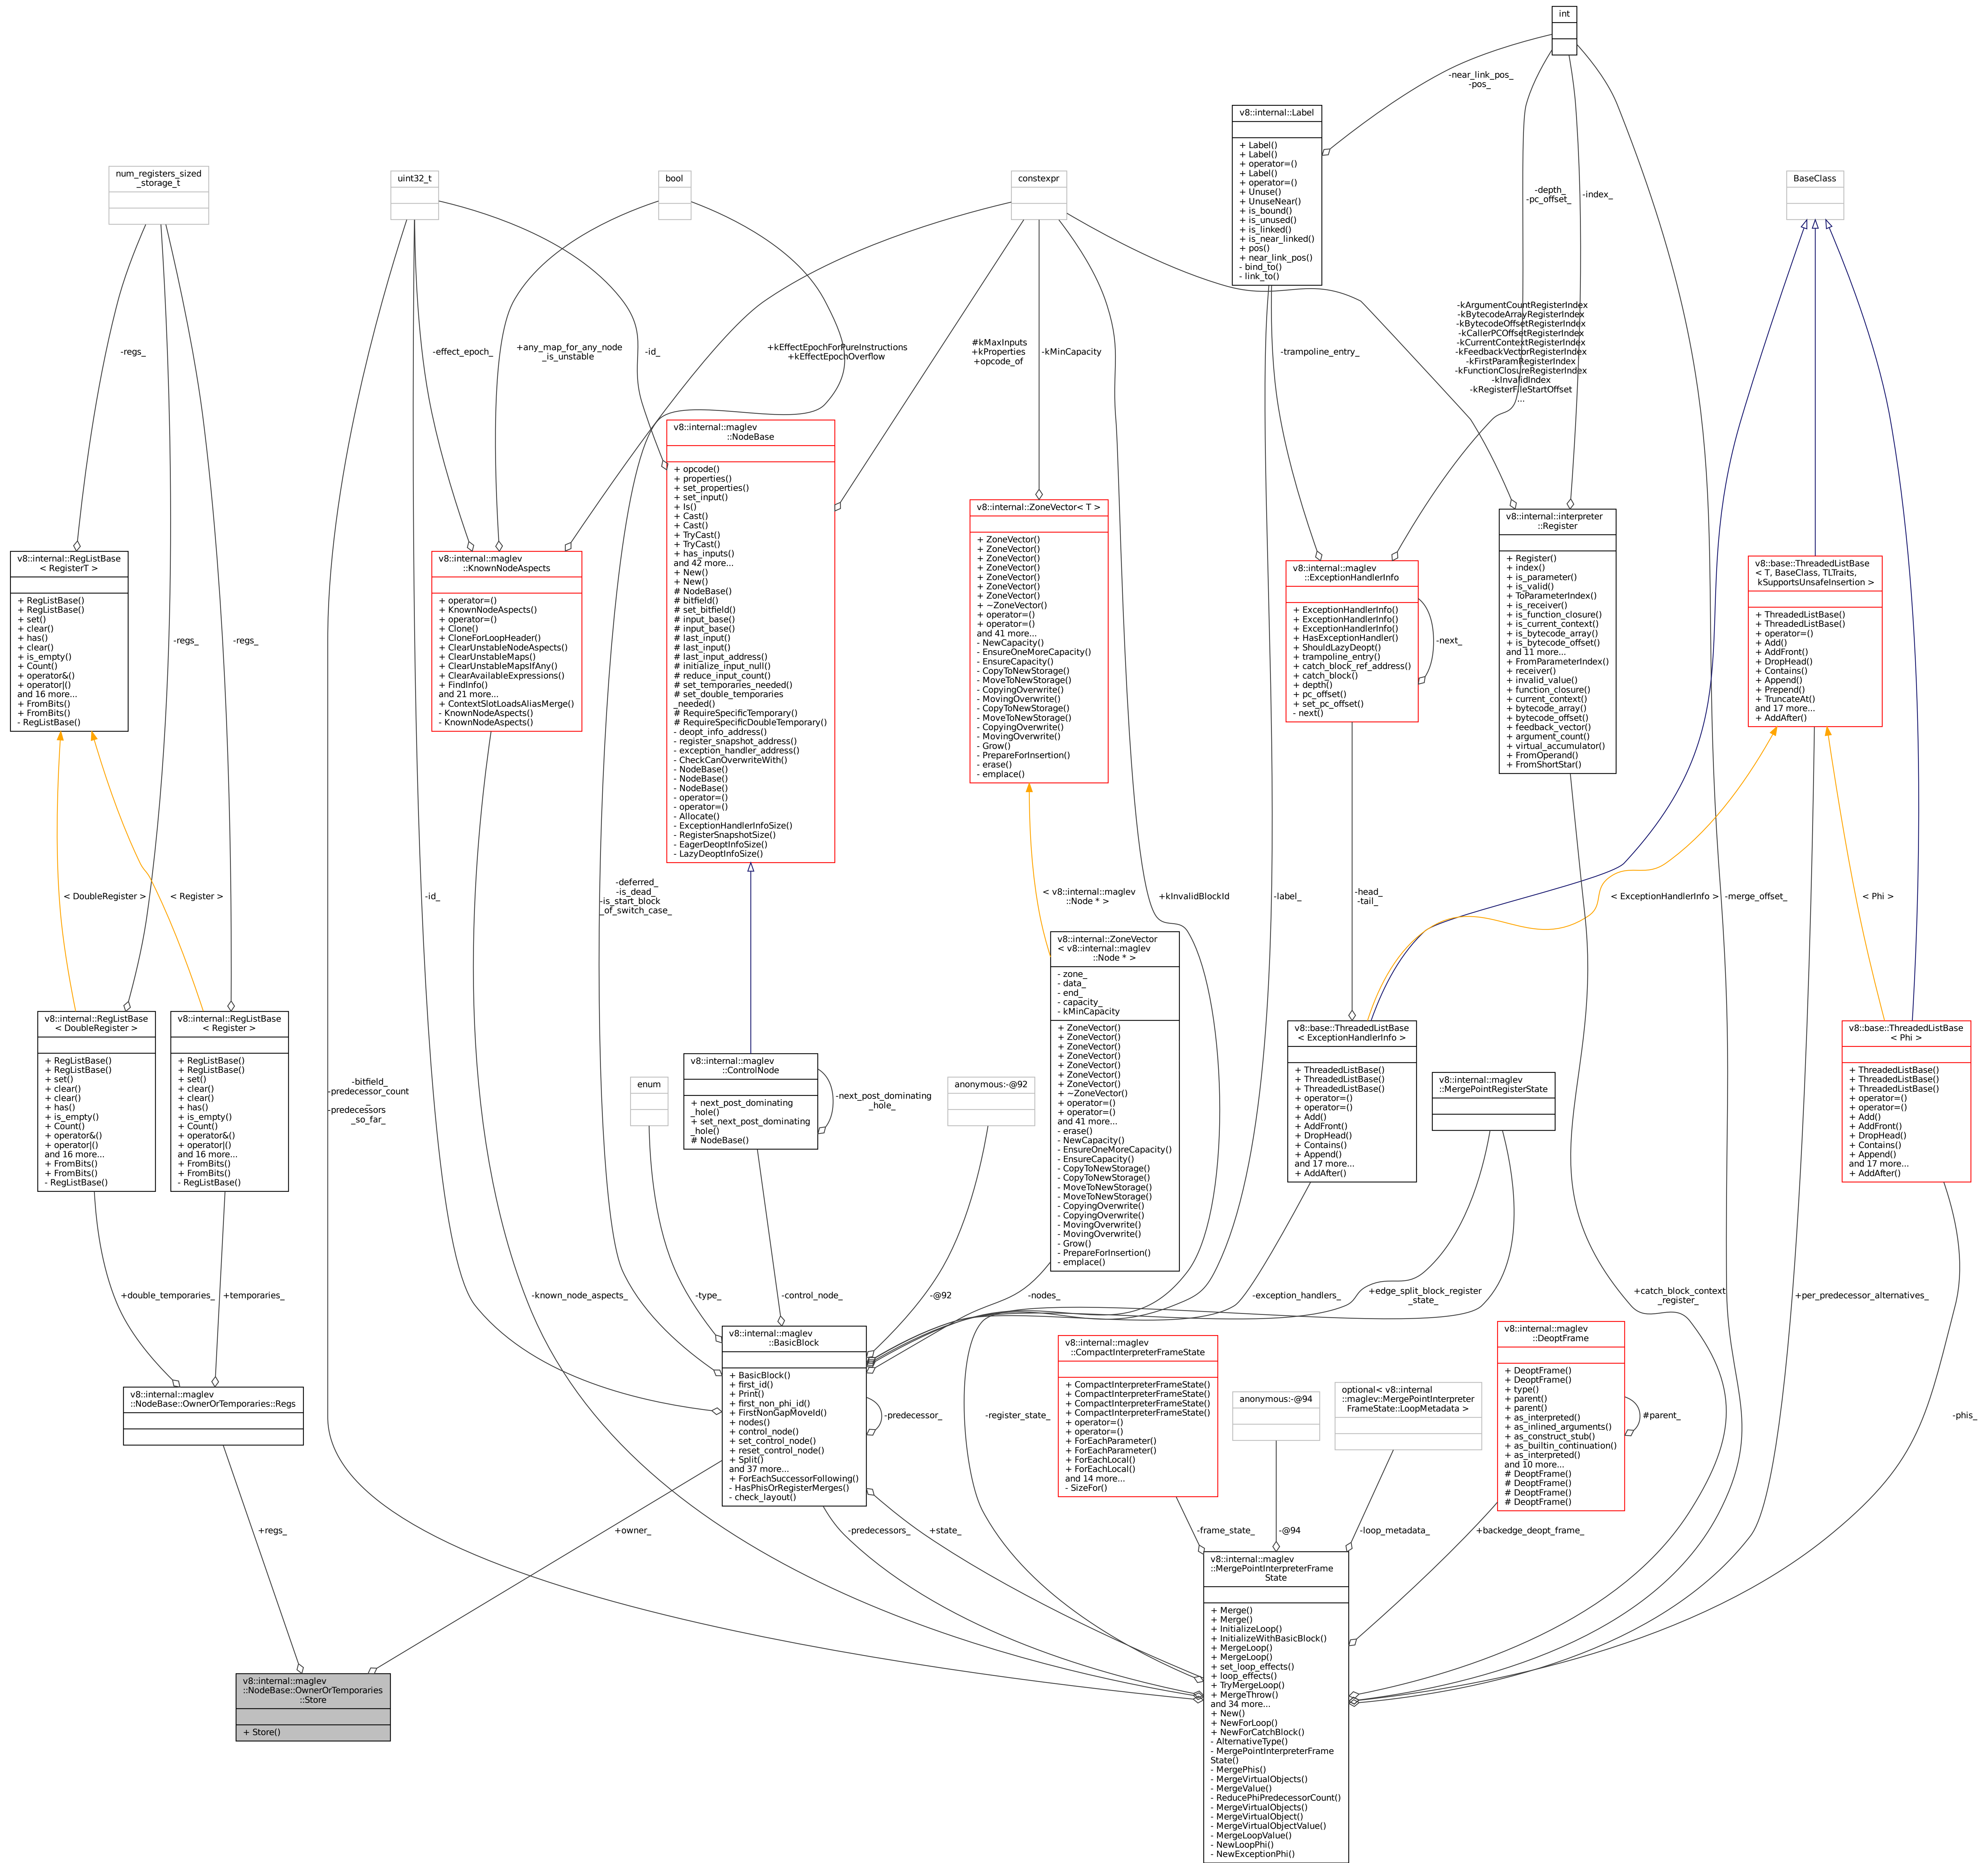 int
-near_link_pos_
-pos_
v8::internal::Label
+ Label()
+ Label()
+ operator=()
+ Label()
+ operator=()
+ Unuse()
+ UnuseNear()
+ is_bound()
+ is_unused()
+ is_linked()
+ is_near_linked()
+ pos()
+ near_link_pos()
- bind_to()
- link_to()
num_registers_sized
_storage_t
uint32_t
bool
constexpr
BaseClass
-depth_
-pc_offset_
-index_
-regs_
-effect_epoch_
+any_map_for_any_node
_is_unstable
-id_
+kEffectEpochForPureInstructions
+kEffectEpochOverflow
#kMaxInputs
+kProperties
+opcode_of
-kMinCapacity
-trampoline_entry_
-kArgumentCountRegisterIndex
-kBytecodeArrayRegisterIndex
-kBytecodeOffsetRegisterIndex
-kCallerPCOffsetRegisterIndex
-kCurrentContextRegisterIndex
-kFeedbackVectorRegisterIndex
-kFirstParamRegisterIndex
-kFunctionClosureRegisterIndex
-kInvalidIndex
-kRegisterFileStartOffset
...
v8::internal::maglev
::NodeBase
+ opcode()
+ properties()
+ set_properties()
+ set_input()
+ Is()
+ Cast()
+ Cast()
+ TryCast()
+ TryCast()
+ has_inputs()
and 42 more...
+ New()
+ New()
# NodeBase()
# bitfield()
# set_bitfield()
# input_base()
# input_base()
# last_input()
# last_input()
# last_input_address()
# initialize_input_null()
# reduce_input_count()
# set_temporaries_needed()
# set_double_temporaries
_needed()
# RequireSpecificTemporary()
# RequireSpecificDoubleTemporary()
- deopt_info_address()
- register_snapshot_address()
- exception_handler_address()
- CheckCanOverwriteWith()
- NodeBase()
- NodeBase()
- NodeBase()
- operator=()
- operator=()
- Allocate()
- ExceptionHandlerInfoSize()
- RegisterSnapshotSize()
- EagerDeoptInfoSize()
- LazyDeoptInfoSize()
v8::internal::ZoneVector< T >
+ ZoneVector()
+ ZoneVector()
+ ZoneVector()
+ ZoneVector()
+ ZoneVector()
+ ZoneVector()
+ ZoneVector()
+ ~ZoneVector()
+ operator=()
+ operator=()
and 41 more...
- NewCapacity()
- EnsureOneMoreCapacity()
- EnsureCapacity()
- CopyToNewStorage()
- MoveToNewStorage()
- CopyingOverwrite()
- MovingOverwrite()
- CopyToNewStorage()
- MoveToNewStorage()
- CopyingOverwrite()
- MovingOverwrite()
- Grow()
- PrepareForInsertion()
- erase()
- emplace()
v8::internal::interpreter
::Register
+ Register()
+ index()
+ is_parameter()
+ is_valid()
+ ToParameterIndex()
+ is_receiver()
+ is_function_closure()
+ is_current_context()
+ is_bytecode_array()
+ is_bytecode_offset()
and 11 more...
+ FromParameterIndex()
+ receiver()
+ invalid_value()
+ function_closure()
+ current_context()
+ bytecode_array()
+ bytecode_offset()
+ feedback_vector()
+ argument_count()
+ virtual_accumulator()
+ FromOperand()
+ FromShortStar()
v8::internal::RegListBase
< RegisterT >
+ RegListBase()
+ RegListBase()
+ set()
+ clear()
+ has()
+ clear()
+ is_empty()
+ Count()
+ operator&()
+ operator|()
and 16 more...
+ FromBits()
+ FromBits()
- RegListBase()
-regs_
-regs_
v8::internal::maglev
::KnownNodeAspects
+ operator=()
+ KnownNodeAspects()
+ operator=()
+ Clone()
+ CloneForLoopHeader()
+ ClearUnstableNodeAspects()
+ ClearUnstableMaps()
+ ClearUnstableMapsIfAny()
+ ClearAvailableExpressions()
+ FindInfo()
and 21 more...
+ ContextSlotLoadsAliasMerge()
- KnownNodeAspects()
- KnownNodeAspects()
v8::internal::maglev
::ExceptionHandlerInfo
+ ExceptionHandlerInfo()
+ ExceptionHandlerInfo()
+ ExceptionHandlerInfo()
+ HasExceptionHandler()
+ ShouldLazyDeopt()
+ trampoline_entry()
+ catch_block_ref_address()
+ catch_block()
+ depth()
+ pc_offset()
+ set_pc_offset()
- next()
-next_
v8::base::ThreadedListBase
< T, BaseClass, TLTraits,
kSupportsUnsafeInsertion >
+ ThreadedListBase()
+ ThreadedListBase()
+ operator=()
+ Add()
+ AddFront()
+ DropHead()
+ Contains()
+ Append()
+ Prepend()
+ TruncateAt()
and 17 more...
+ AddAfter()
< DoubleRegister >
< Register >
-id_
-deferred_
-is_dead_
-is_start_block
_of_switch_case_
< v8::internal::maglev
::Node * >
+kInvalidBlockId
-label_
-head_
-tail_
< ExceptionHandlerInfo >
-merge_offset_
< Phi >
v8::internal::ZoneVector
< v8::internal::maglev
::Node * >
- zone_
- data_
- end_
- capacity_
- kMinCapacity
+ ZoneVector()
+ ZoneVector()
+ ZoneVector()
+ ZoneVector()
+ ZoneVector()
+ ZoneVector()
+ ZoneVector()
+ ~ZoneVector()
+ operator=()
+ operator=()
and 41 more...
- erase()
- NewCapacity()
- EnsureOneMoreCapacity()
- EnsureCapacity()
- CopyToNewStorage()
- CopyToNewStorage()
- MoveToNewStorage()
- MoveToNewStorage()
- CopyingOverwrite()
- CopyingOverwrite()
- MovingOverwrite()
- MovingOverwrite()
- Grow()
- PrepareForInsertion()
- emplace()
v8::internal::RegListBase
< DoubleRegister >
+ RegListBase()
+ RegListBase()
+ set()
+ clear()
+ clear()
+ has()
+ is_empty()
+ Count()
+ operator&()
+ operator|()
and 16 more...
+ FromBits()
+ FromBits()
- RegListBase()
v8::internal::RegListBase
< Register >
+ RegListBase()
+ RegListBase()
+ set()
+ clear()
+ clear()
+ has()
+ is_empty()
+ Count()
+ operator&()
+ operator|()
and 16 more...
+ FromBits()
+ FromBits()
- RegListBase()
-bitfield_
-predecessor_count
_
-predecessors
_so_far_
enum
v8::internal::maglev
::ControlNode
+ next_post_dominating
_hole()
+ set_next_post_dominating
_hole()
# NodeBase()
-next_post_dominating
_hole_
anonymous:-@92
v8::base::ThreadedListBase
< ExceptionHandlerInfo >
+ ThreadedListBase()
+ ThreadedListBase()
+ ThreadedListBase()
+ operator=()
+ operator=()
+ Add()
+ AddFront()
+ DropHead()
+ Contains()
+ Append()
and 17 more...
+ AddAfter()
v8::internal::maglev
::MergePointRegisterState
v8::base::ThreadedListBase
< Phi >
+ ThreadedListBase()
+ ThreadedListBase()
+ ThreadedListBase()
+ operator=()
+ operator=()
+ Add()
+ AddFront()
+ DropHead()
+ Contains()
+ Append()
and 17 more...
+ AddAfter()
+double_temporaries_
+temporaries_
-known_node_aspects_
-type_
-control_node_
-@92
-nodes_
-exception_handlers_
+edge_split_block_register
_state_
+catch_block_context
_register_
+per_predecessor_alternatives_
v8::internal::maglev
::NodeBase::OwnerOrTemporaries::Regs
v8::internal::maglev
::BasicBlock
+ BasicBlock()
+ first_id()
+ Print()
+ first_non_phi_id()
+ FirstNonGapMoveId()
+ nodes()
+ control_node()
+ set_control_node()
+ reset_control_node()
+ Split()
and 37 more...
+ ForEachSuccessorFollowing()
- HasPhisOrRegisterMerges()
- check_layout()
-predecessor_
-register_state_
v8::internal::maglev
::CompactInterpreterFrameState
+ CompactInterpreterFrameState()
+ CompactInterpreterFrameState()
+ CompactInterpreterFrameState()
+ CompactInterpreterFrameState()
+ operator=()
+ operator=()
+ ForEachParameter()
+ ForEachParameter()
+ ForEachLocal()
+ ForEachLocal()
and 14 more...
- SizeFor()
anonymous:-@94
optional< v8::internal
::maglev::MergePointInterpreter
FrameState::LoopMetadata >
v8::internal::maglev
::DeoptFrame
+ DeoptFrame()
+ DeoptFrame()
+ type()
+ parent()
+ parent()
+ as_interpreted()
+ as_inlined_arguments()
+ as_construct_stub()
+ as_builtin_continuation()
+ as_interpreted()
and 10 more...
# DeoptFrame()
# DeoptFrame()
# DeoptFrame()
# DeoptFrame()
#parent_
-phis_
+regs_
+owner_
-predecessors_
+state_
-frame_state_
-@94
-loop_metadata_
+backedge_deopt_frame_
v8::internal::maglev
::NodeBase::OwnerOrTemporaries
::Store
+ Store()
v8::internal::maglev
::MergePointInterpreterFrame
State
+ Merge()
+ Merge()
+ InitializeLoop()
+ InitializeWithBasicBlock()
+ MergeLoop()
+ MergeLoop()
+ set_loop_effects()
+ loop_effects()
+ TryMergeLoop()
+ MergeThrow()
and 34 more...
+ New()
+ NewForLoop()
+ NewForCatchBlock()
- AlternativeType()
- MergePointInterpreterFrame
State()
- MergePhis()
- MergeVirtualObjects()
- MergeValue()
- ReducePhiPredecessorCount()
- MergeVirtualObjects()
- MergeVirtualObject()
- MergeVirtualObjectValue()
- MergeLoopValue()
- NewLoopPhi()
- NewExceptionPhi()